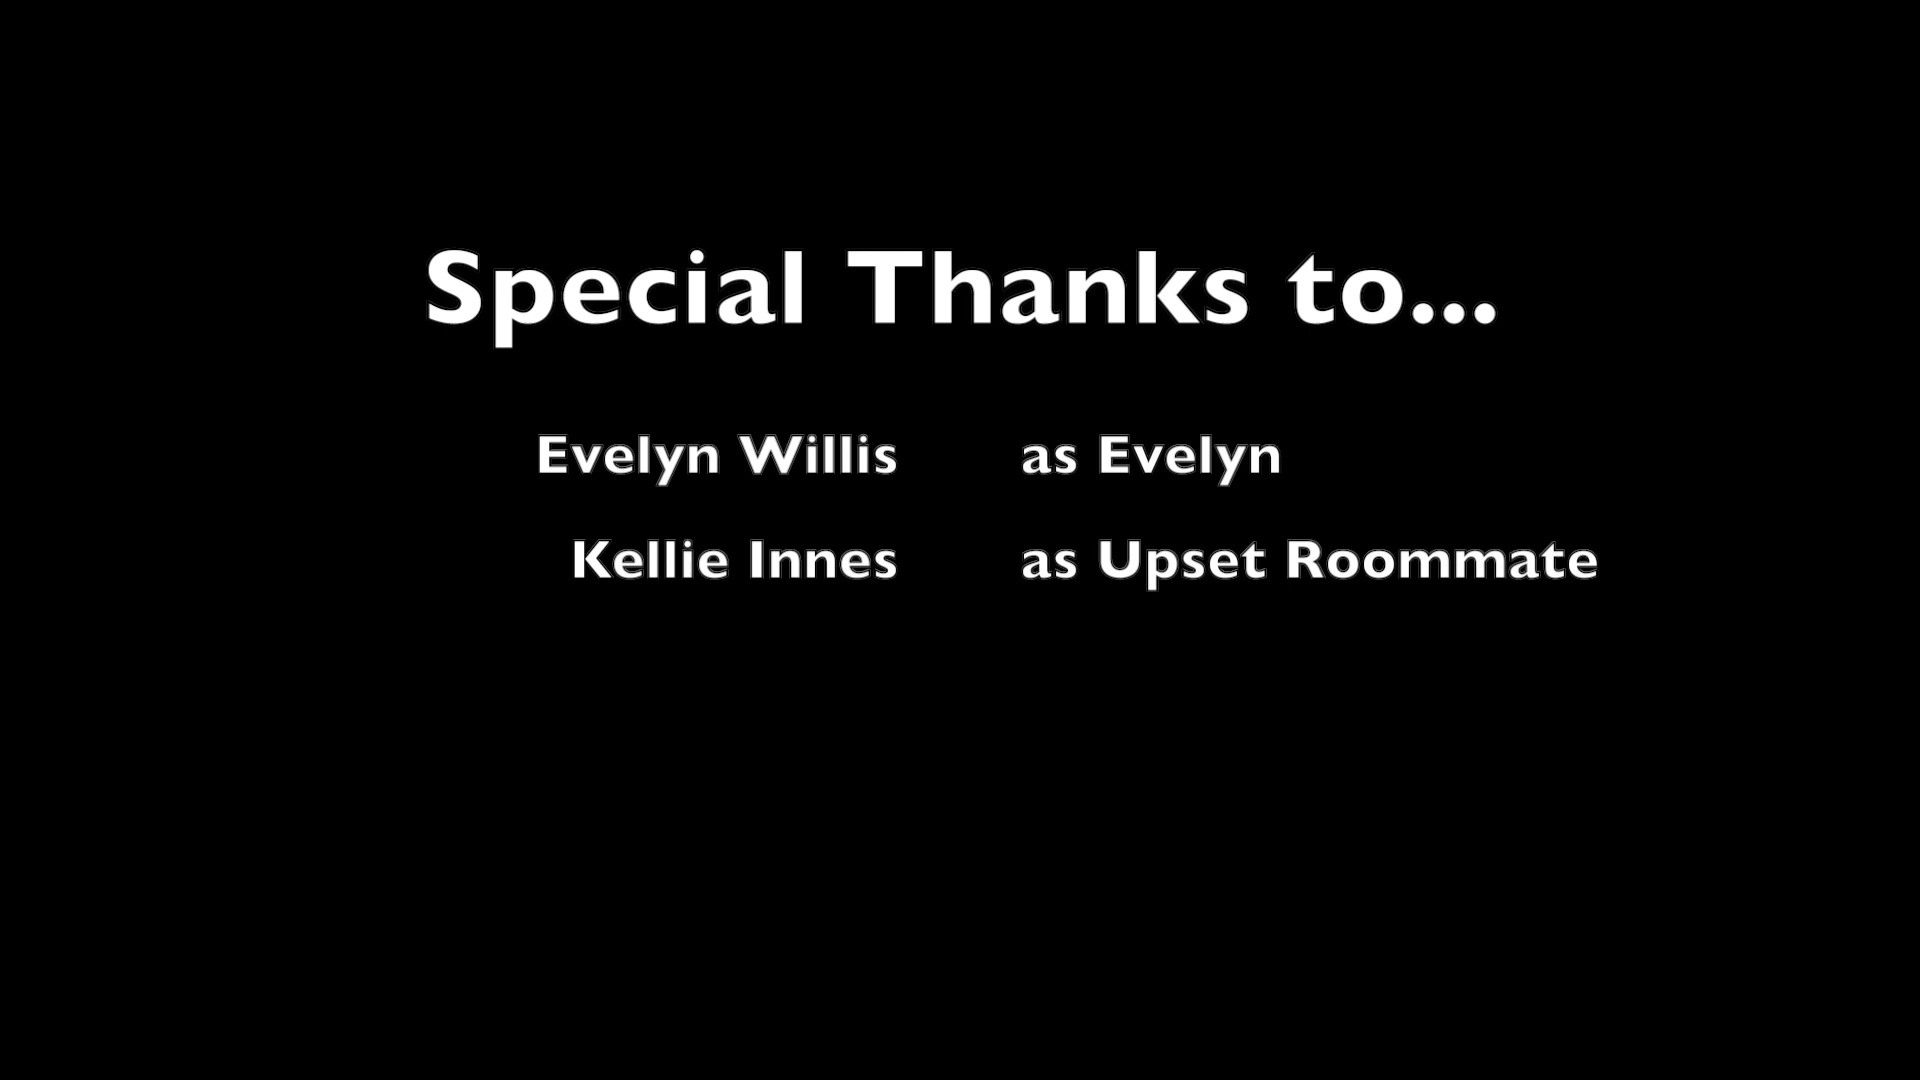 Special Thanks to...
Evelyn Willis as Evelyn
Kellie Innes as Upset Roommate